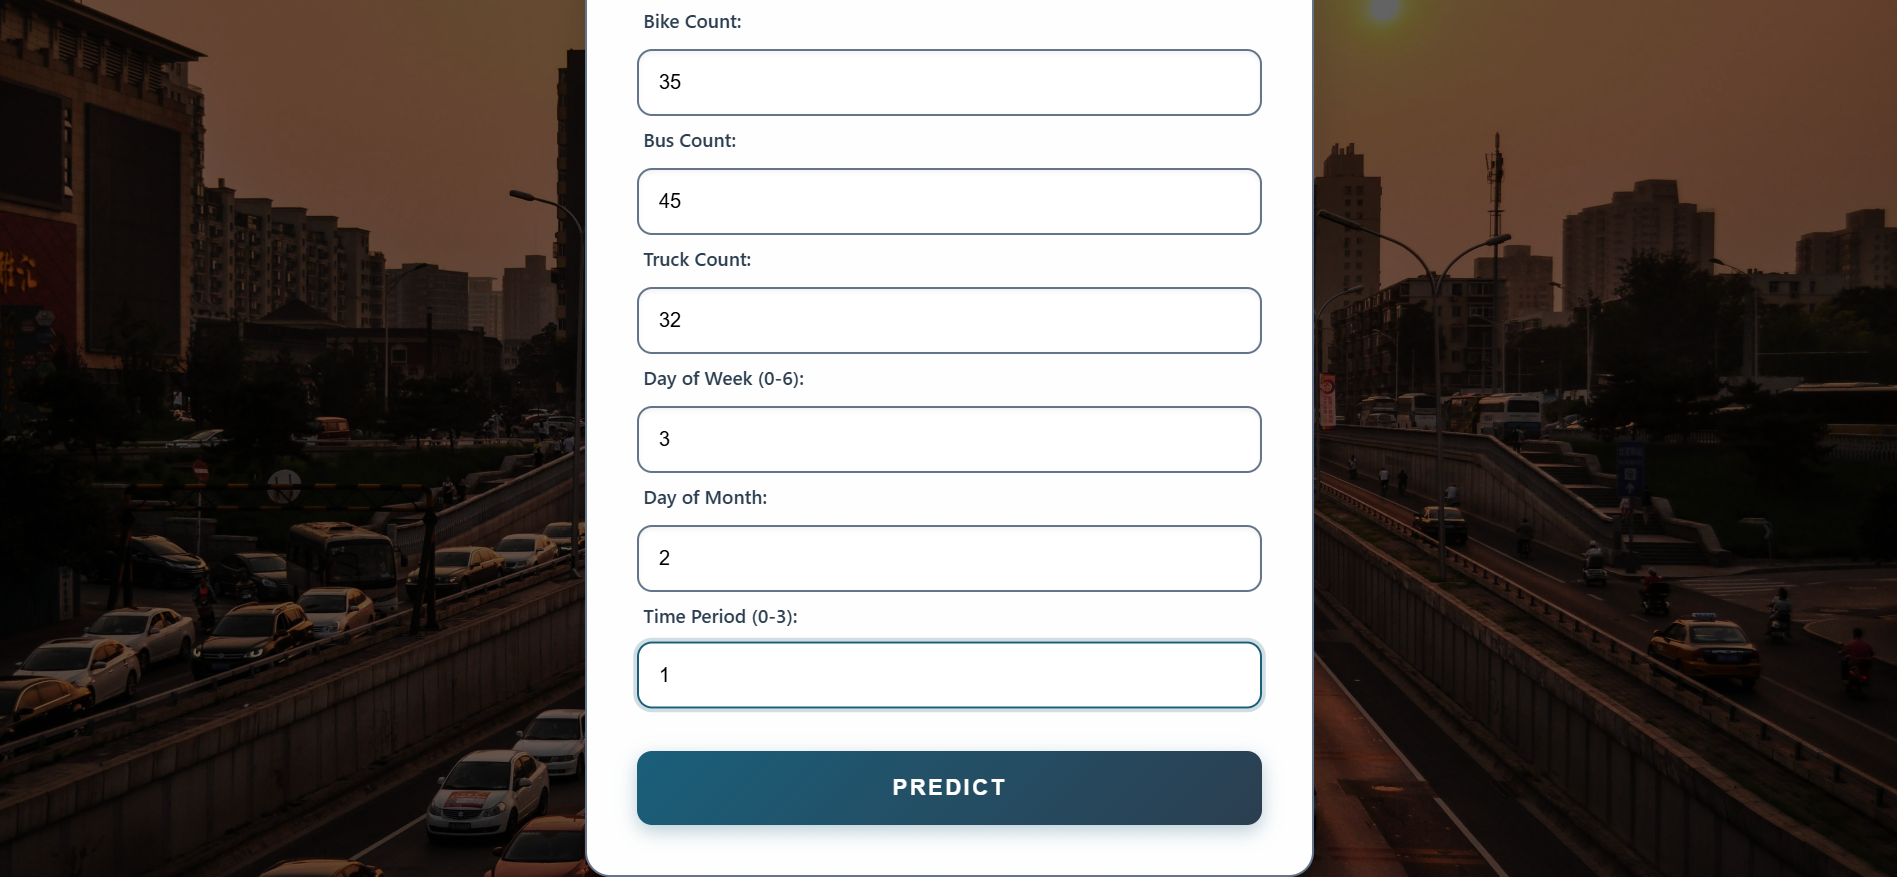 Bike Count:
35
Bus Count:
45
Truck Count:
32
Day of Week (0-6):
3
Day of Month:
2
Time Period (0-3):
1
PREDICT